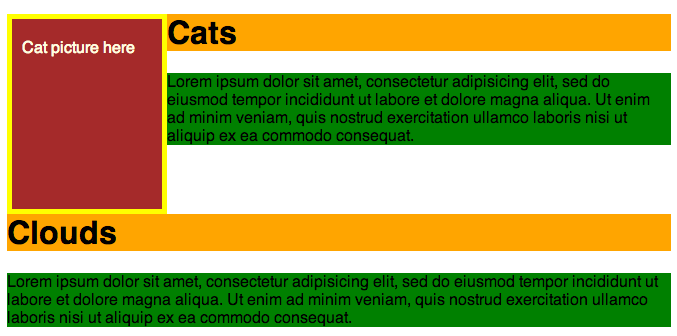 Cat picture here
Cats
Lorem ipsum dolor sit amet, consectetur adipisicing elit, sed do
eiusmod tempor incididunt ut labore et dolore magna aliqua. Ut enim
ad minim veniam, quis nostrud exercitation ullamco laboris nisi ut
aliquip ex ea commodo consequat.
Clouds
Lorem ipsum dolor sit amet, consectetur adipisicing elit, sed do eiusmod tempor incididunt ut
labore et dolore magna aliqua. Ut enim ad minim veniam, quis nostrud exercitation ullamco
laboris nisi ut aliquip ex ea commodo consequat.